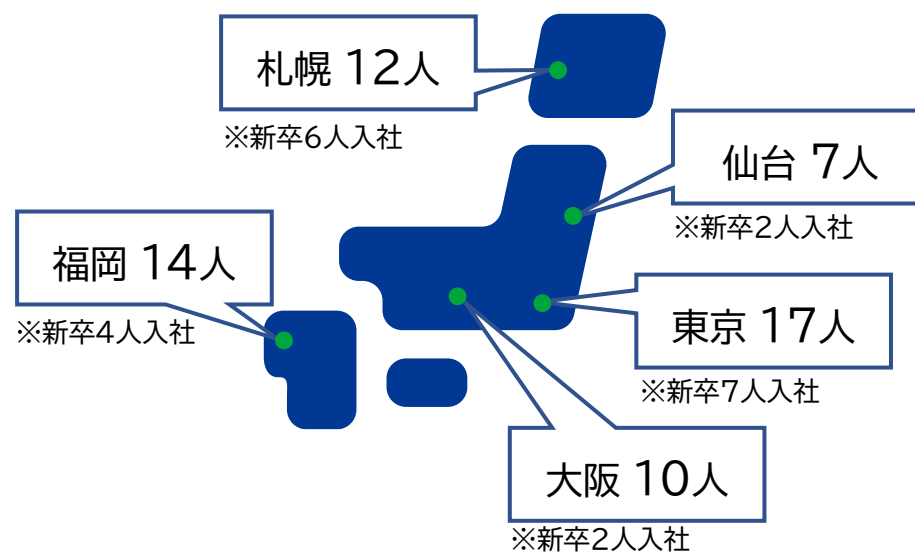 札幌 12人
※新卒6人入社
仙台 7人
※新卒2人入社
福岡 14人
※新卒4人入社
東京 17人
※新卒7人入社
大阪 10人
※新卒2人入社